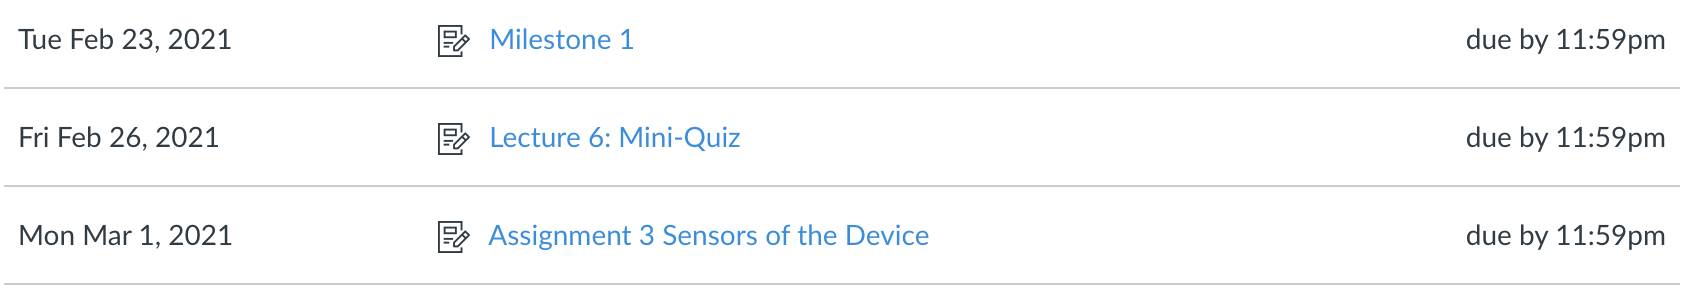 Tue Feb 23, 2021 Milestone 1 due by 11:59pm
Fri Feb 26, 2021 Lecture 6: Mini-Quiz due by 11:59pm
Mon Mar 1, 2021 Assignment 3 Sensors of the Device due by 11:59pm